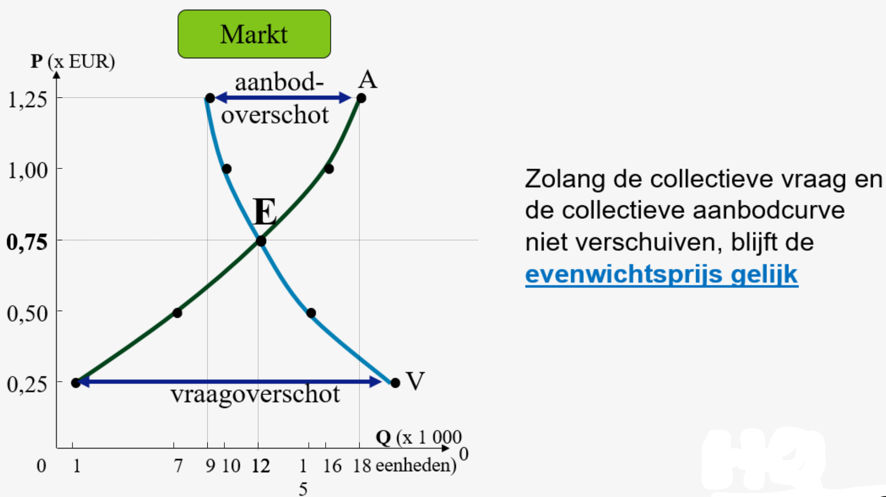 Markt
P (x EUR)
aanbod-
overschot
A
1,25
1,00
E
0,75
0,50
0,25
V
vraagoverschot
Q (x 1 000
eenheden)
0
0 1 7 9 10 12 1
5 16 18
Zolang de collectieve vraag en
de collectieve aanbodcurve
niet verschuiven, blijft de
evenwichtsprijs gelijk